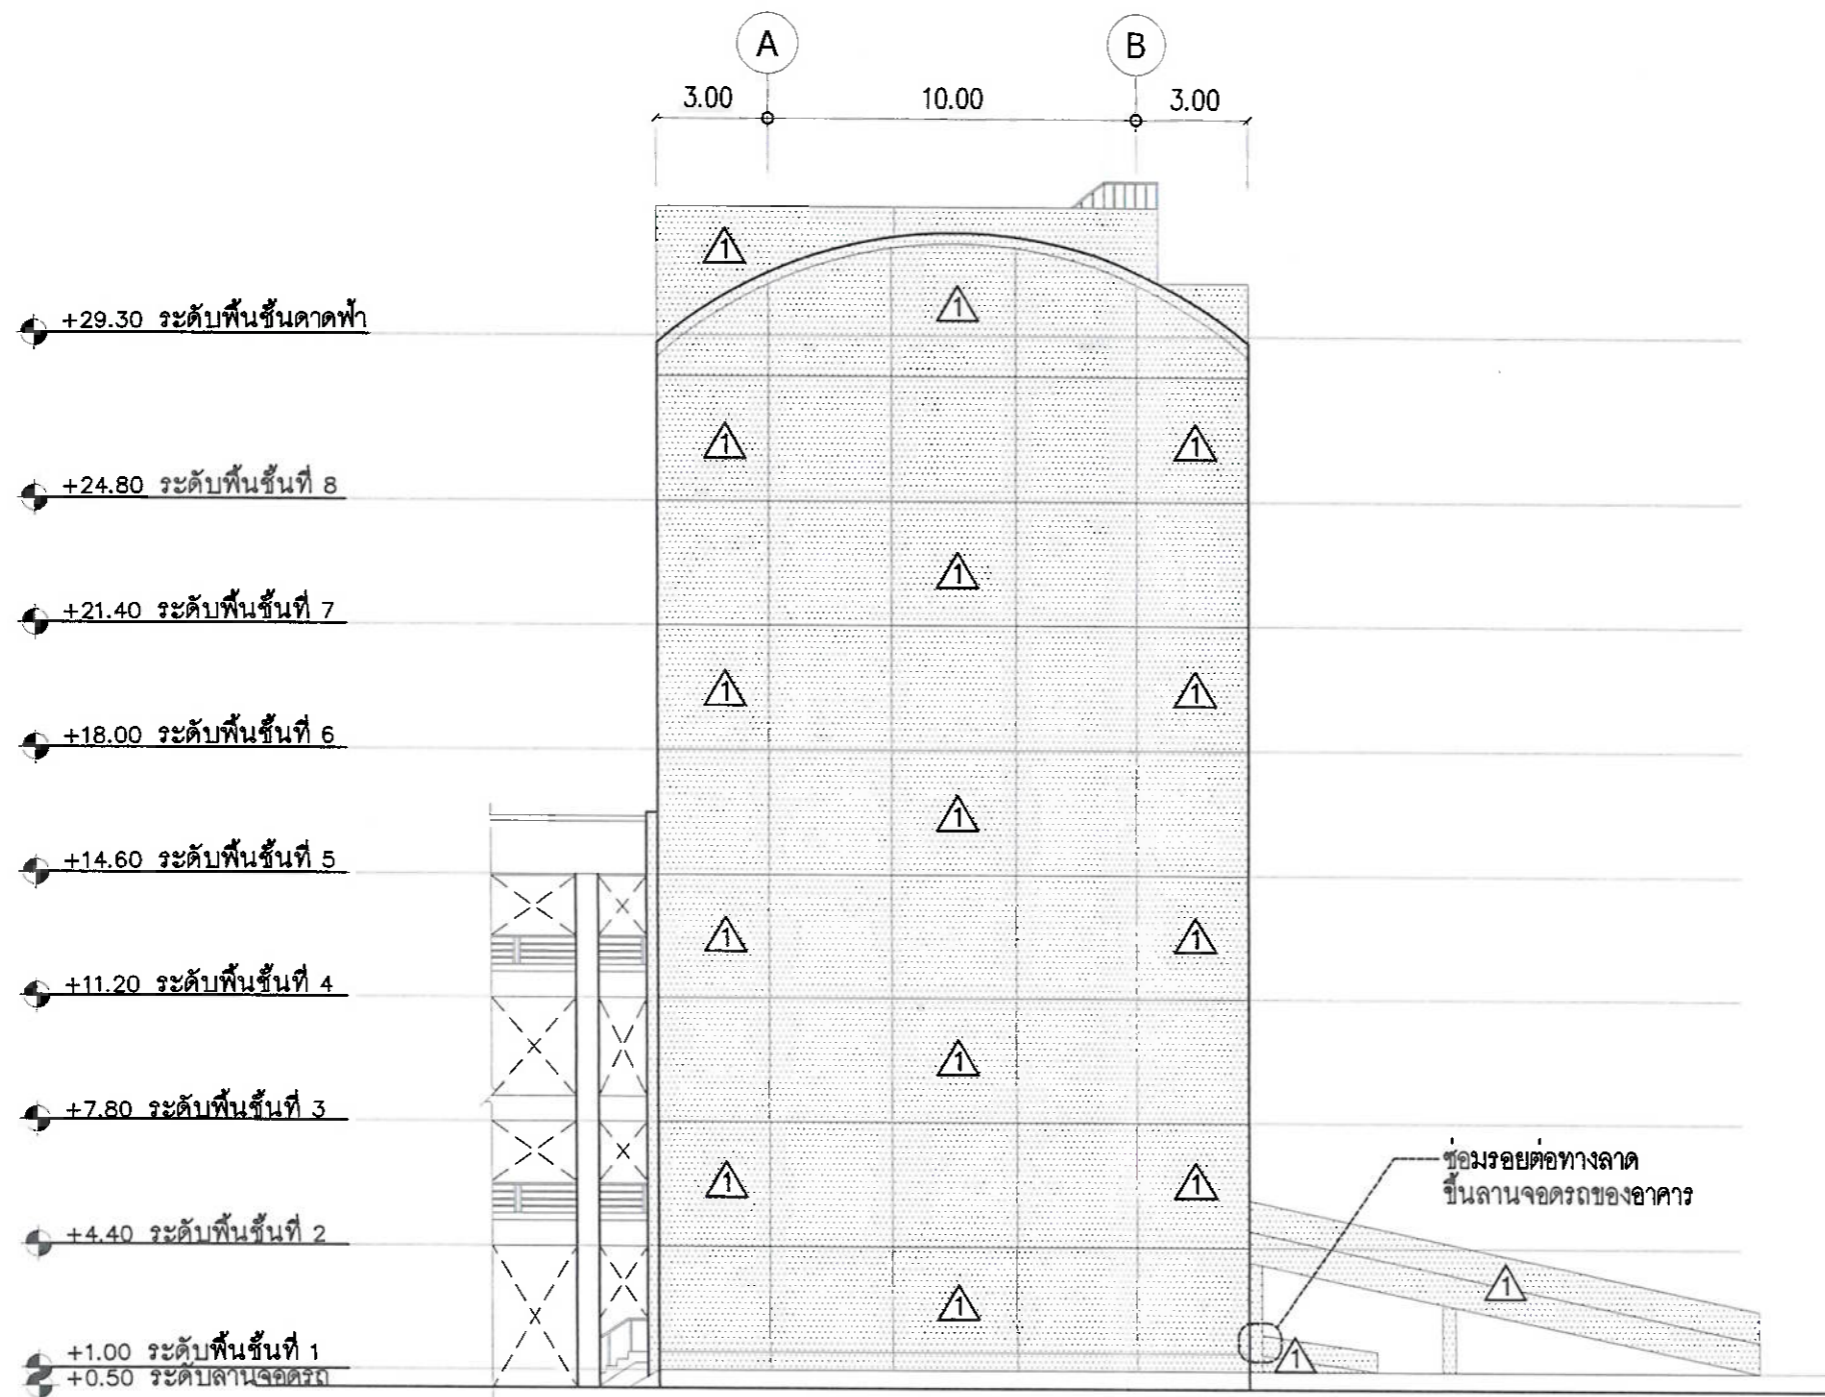 A
B
3.00
10.00
3.00
1
1
+29.30 ระดับพื้นชั้นดาดฟ้า
1
1
+24.80 ระดับพื้นชั้นที่ 8
1
+21.40 ระดับพื้นชั้นที่ 7
1
1
+18.00 ระดับพื้นชั้นที่ 6
1
+14.60 ระดับพื้นชั้นที่ 5
1
1
+11.20 ระดับพื้นชั้นที่ 4
1
+7.80 ระดับพื้นชั้นที่ 3
ซ่อมรอยต่อทางลาด
ขึ้นลานจอดรถของอาคาร
1
1
+4.40 ระดับพื้นชั้นที่ 2
1
1
+1.00 ระดับพื้นชั้นที่ 1
1
+0.50 ระดับลานจอดรถ